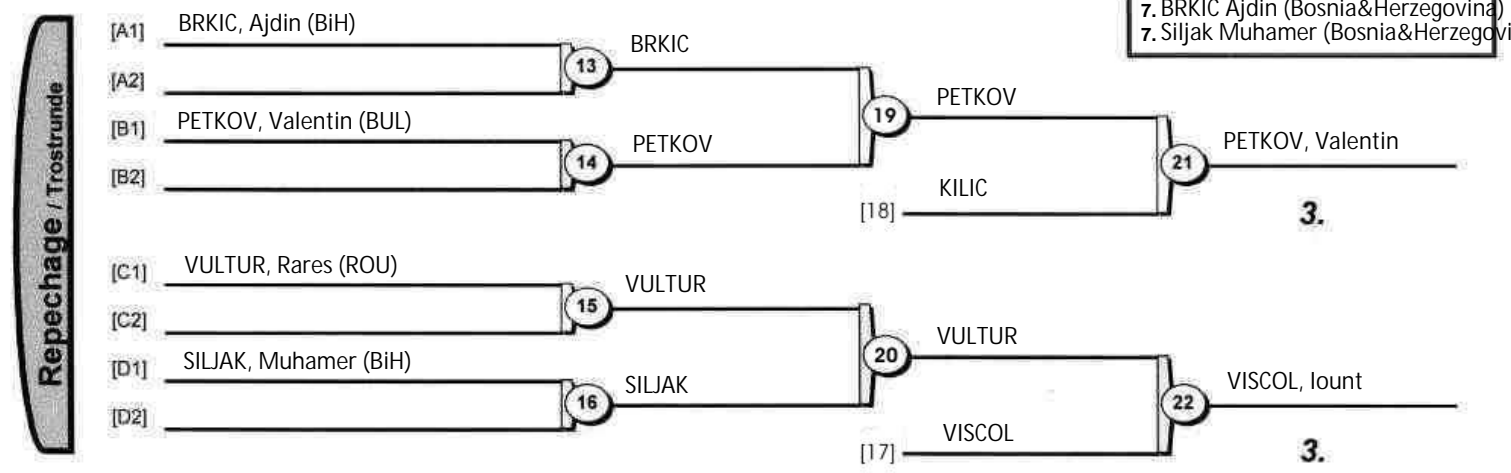 7. BRKIC Ajdin (Bosnia&Herzegovina)
7. Siljak Muhamer (Bosnia&Herzegovi
Repechage / Trostrunde
[A1] BRKIC, Ajdin (BiH)
[A2]
13
BRKIC
[B1] PETKOV, Valentin (BUL)
[B2]
14
PETKOV
19
PETKOV
[18] KILIC
21
PETKOV, Valentin
3.
[C1] VULTUR, Rares (ROU)
[C2]
15
VULTUR
[D1] SILJAK, Muhamer (BiH)
[D2]
16
SILJAK
20
VULTUR
[17] VISCOL
22
VISCOL, Iount
3.